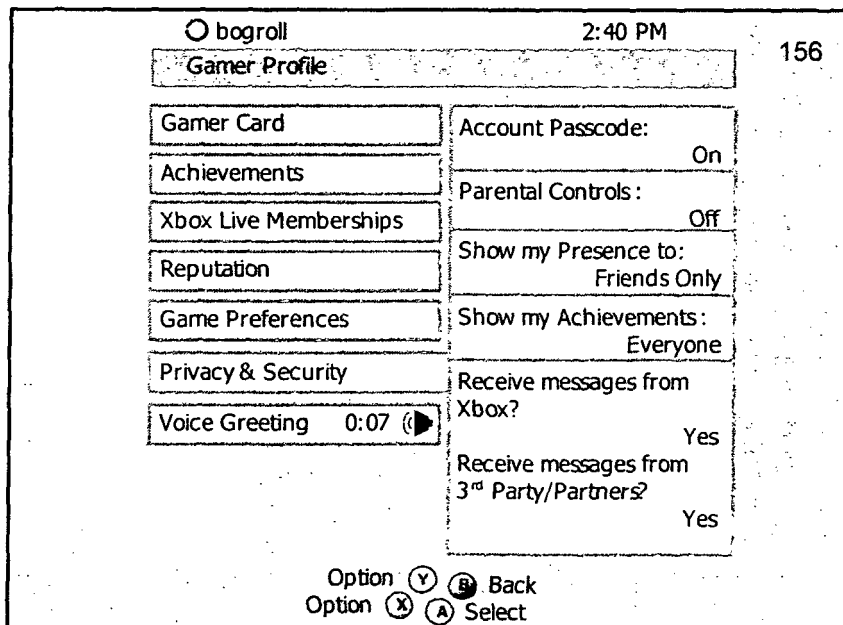 bogroll 2:40 PM
156
Gamer Profile
Gamer Card
Achievements
Xbox Live Memberships
Reputation
Game Preferences
Privacy & Security
Voice Greeting 0:07
Account Passcode:
On
Parental Controls:
Off
Show my Presence to:
Friends Only
Show my Achievements:
Everyone
Receive messages from
Xbox?
Yes
Receive messages from
3rd Party/Partners?
Yes
Option Y B Back
Option X A Select